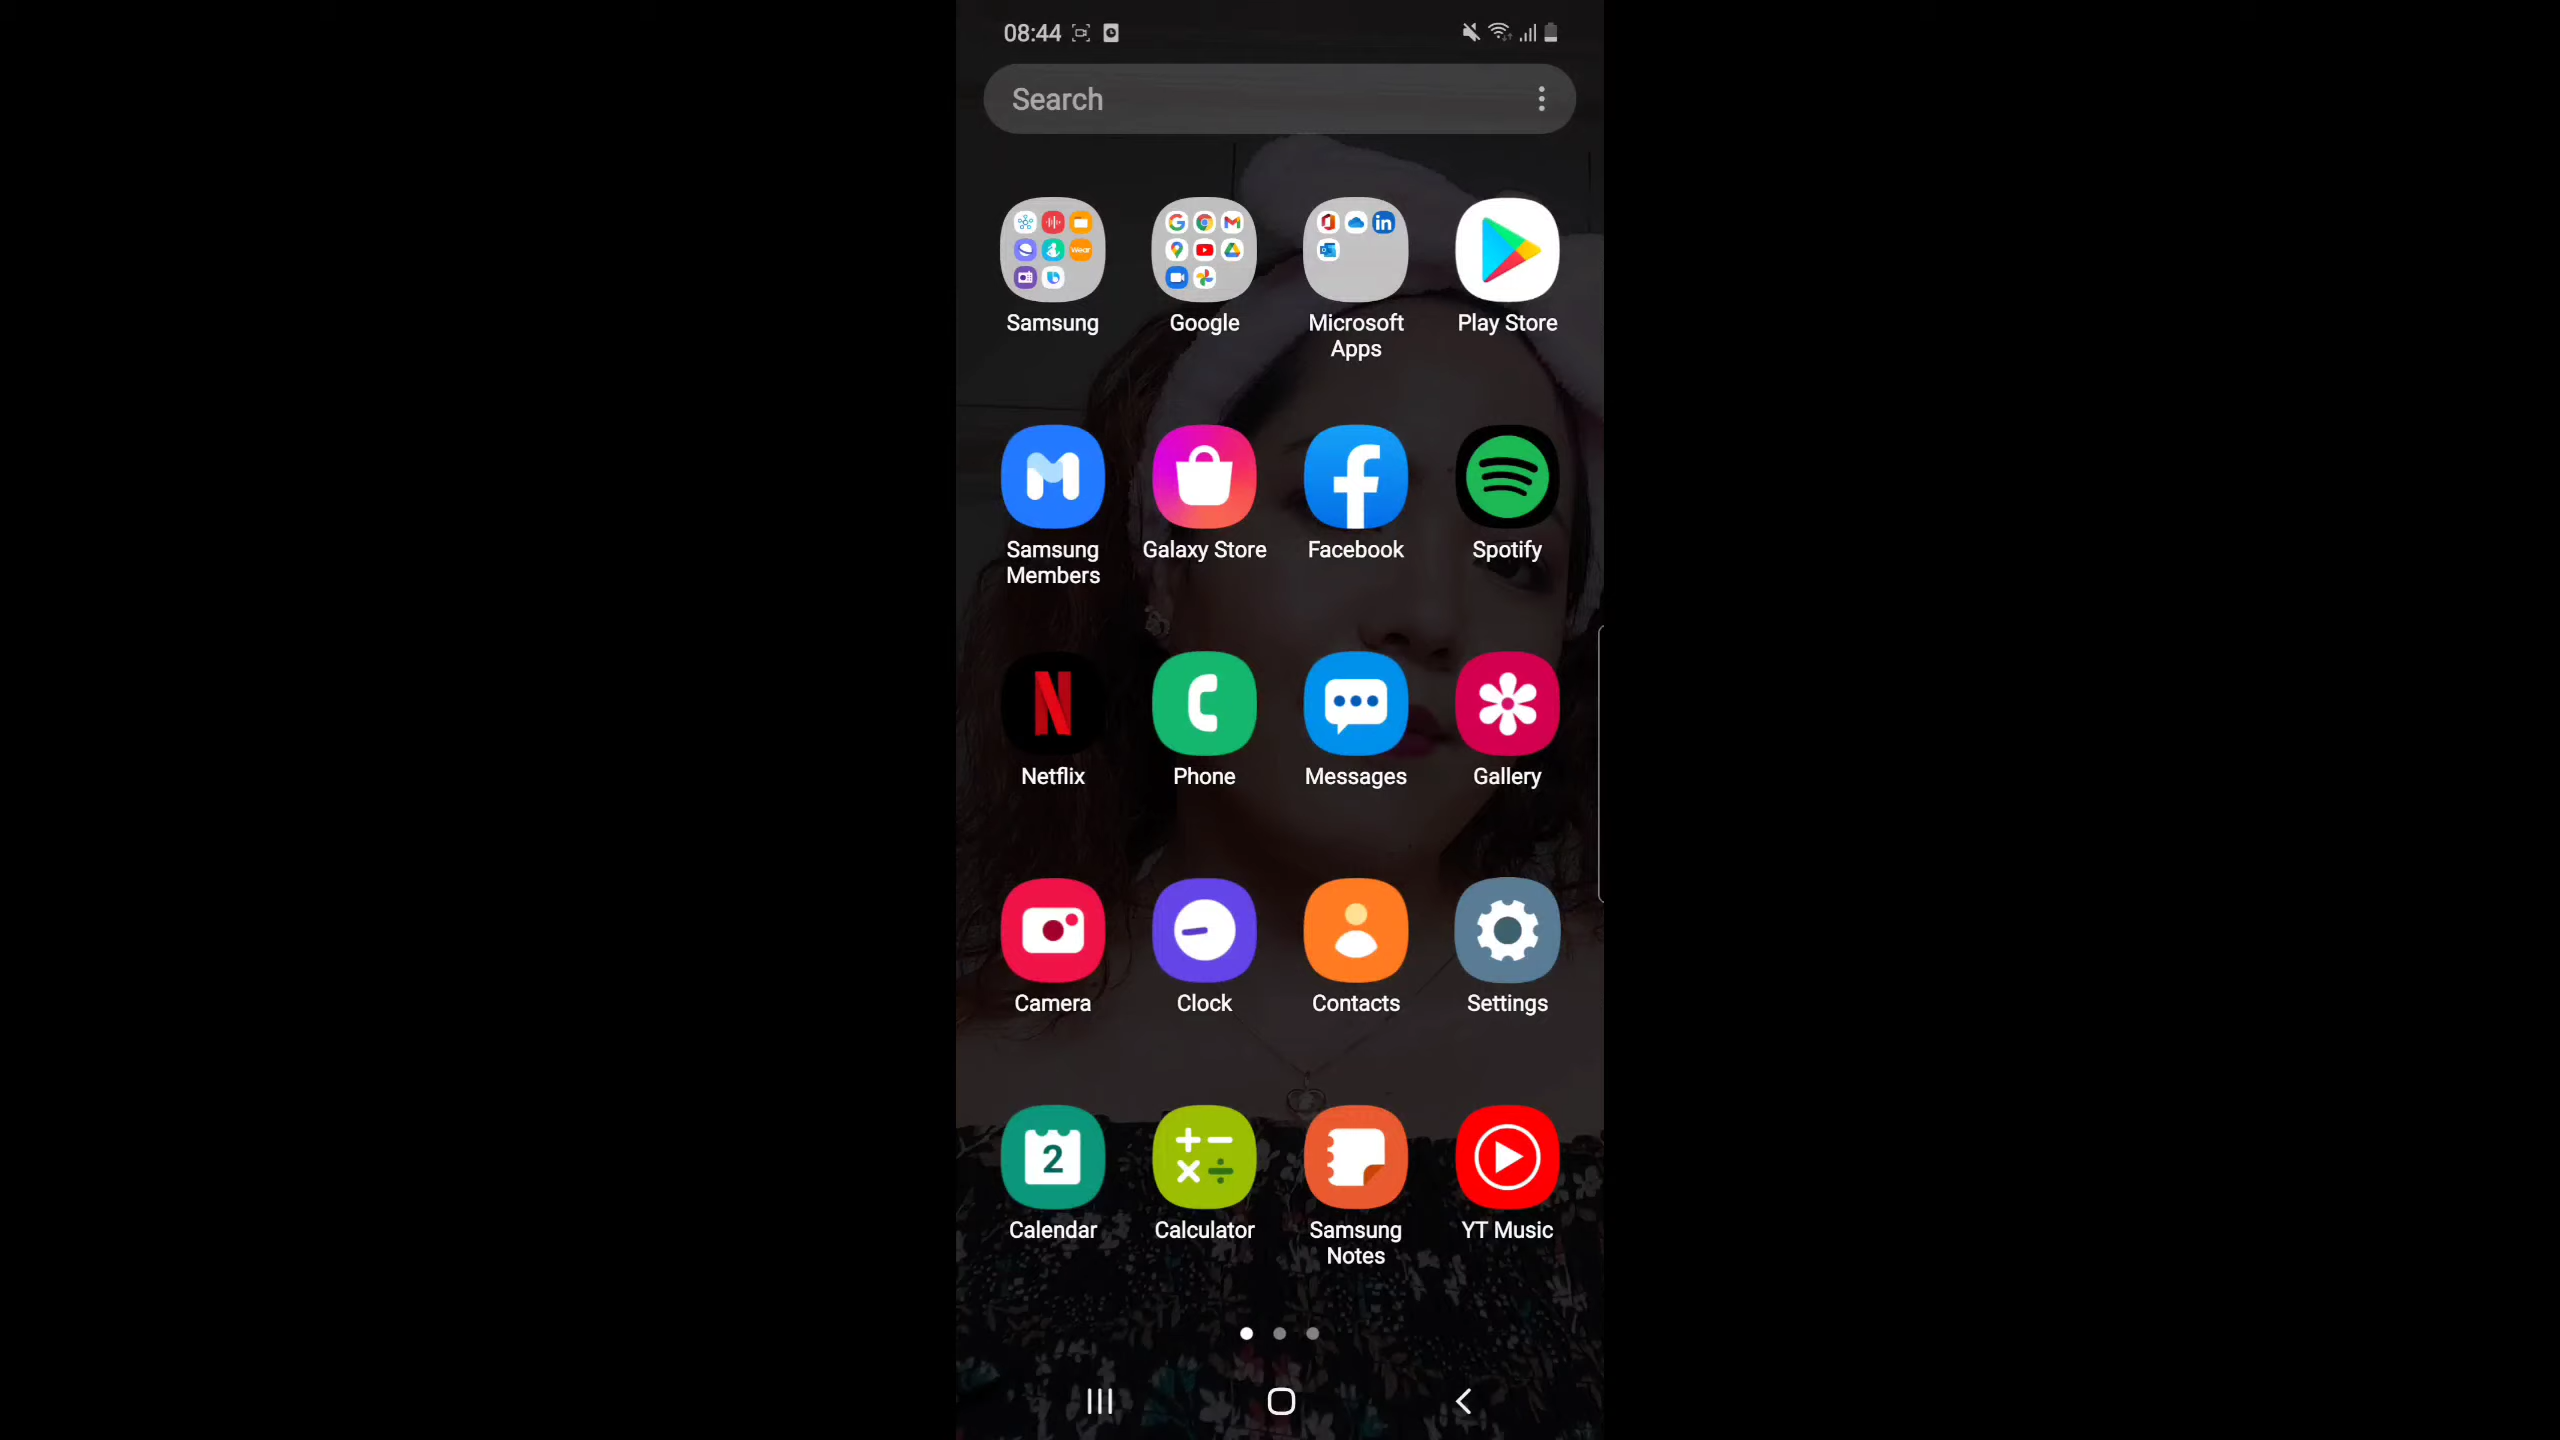 08:44
Search
Samsung
Google
Microsoft
Apps
Play Store
Samsung
Members
Galaxy Store
Facebook
Spotify
Netflix
Phone
Messages
Gallery
Camera
Clock
Contacts
Settings
2
Calendar
Calculator
Samsung
Notes
YT Music